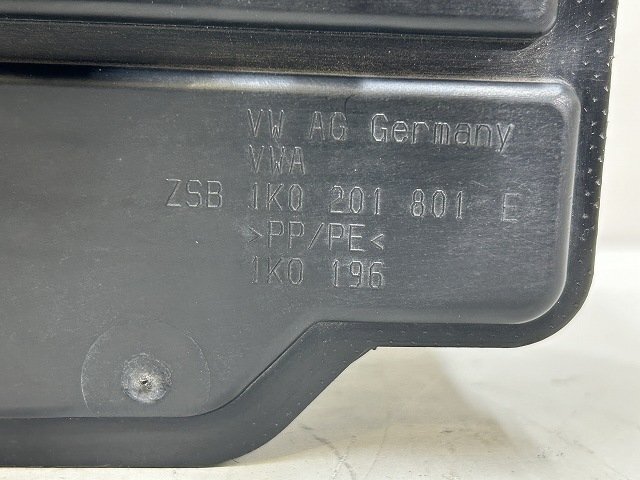 VW AG Germany
VWA
ZSB 1K0 201 801 E
>PP/PE<
1K0 196